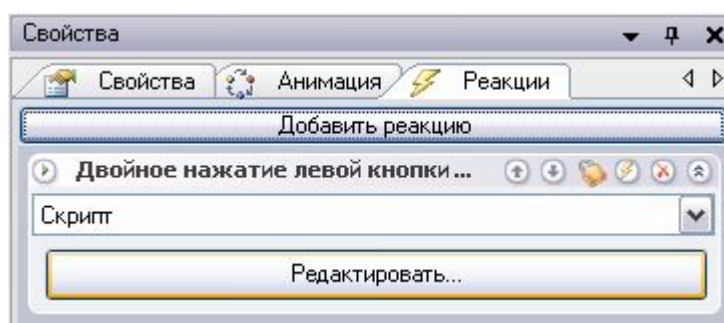 Свойства
Свойства Анимация Реакции
Добавить реакцию
Двойное нажатие левой кнопки...
Скрипт
Редактировать...